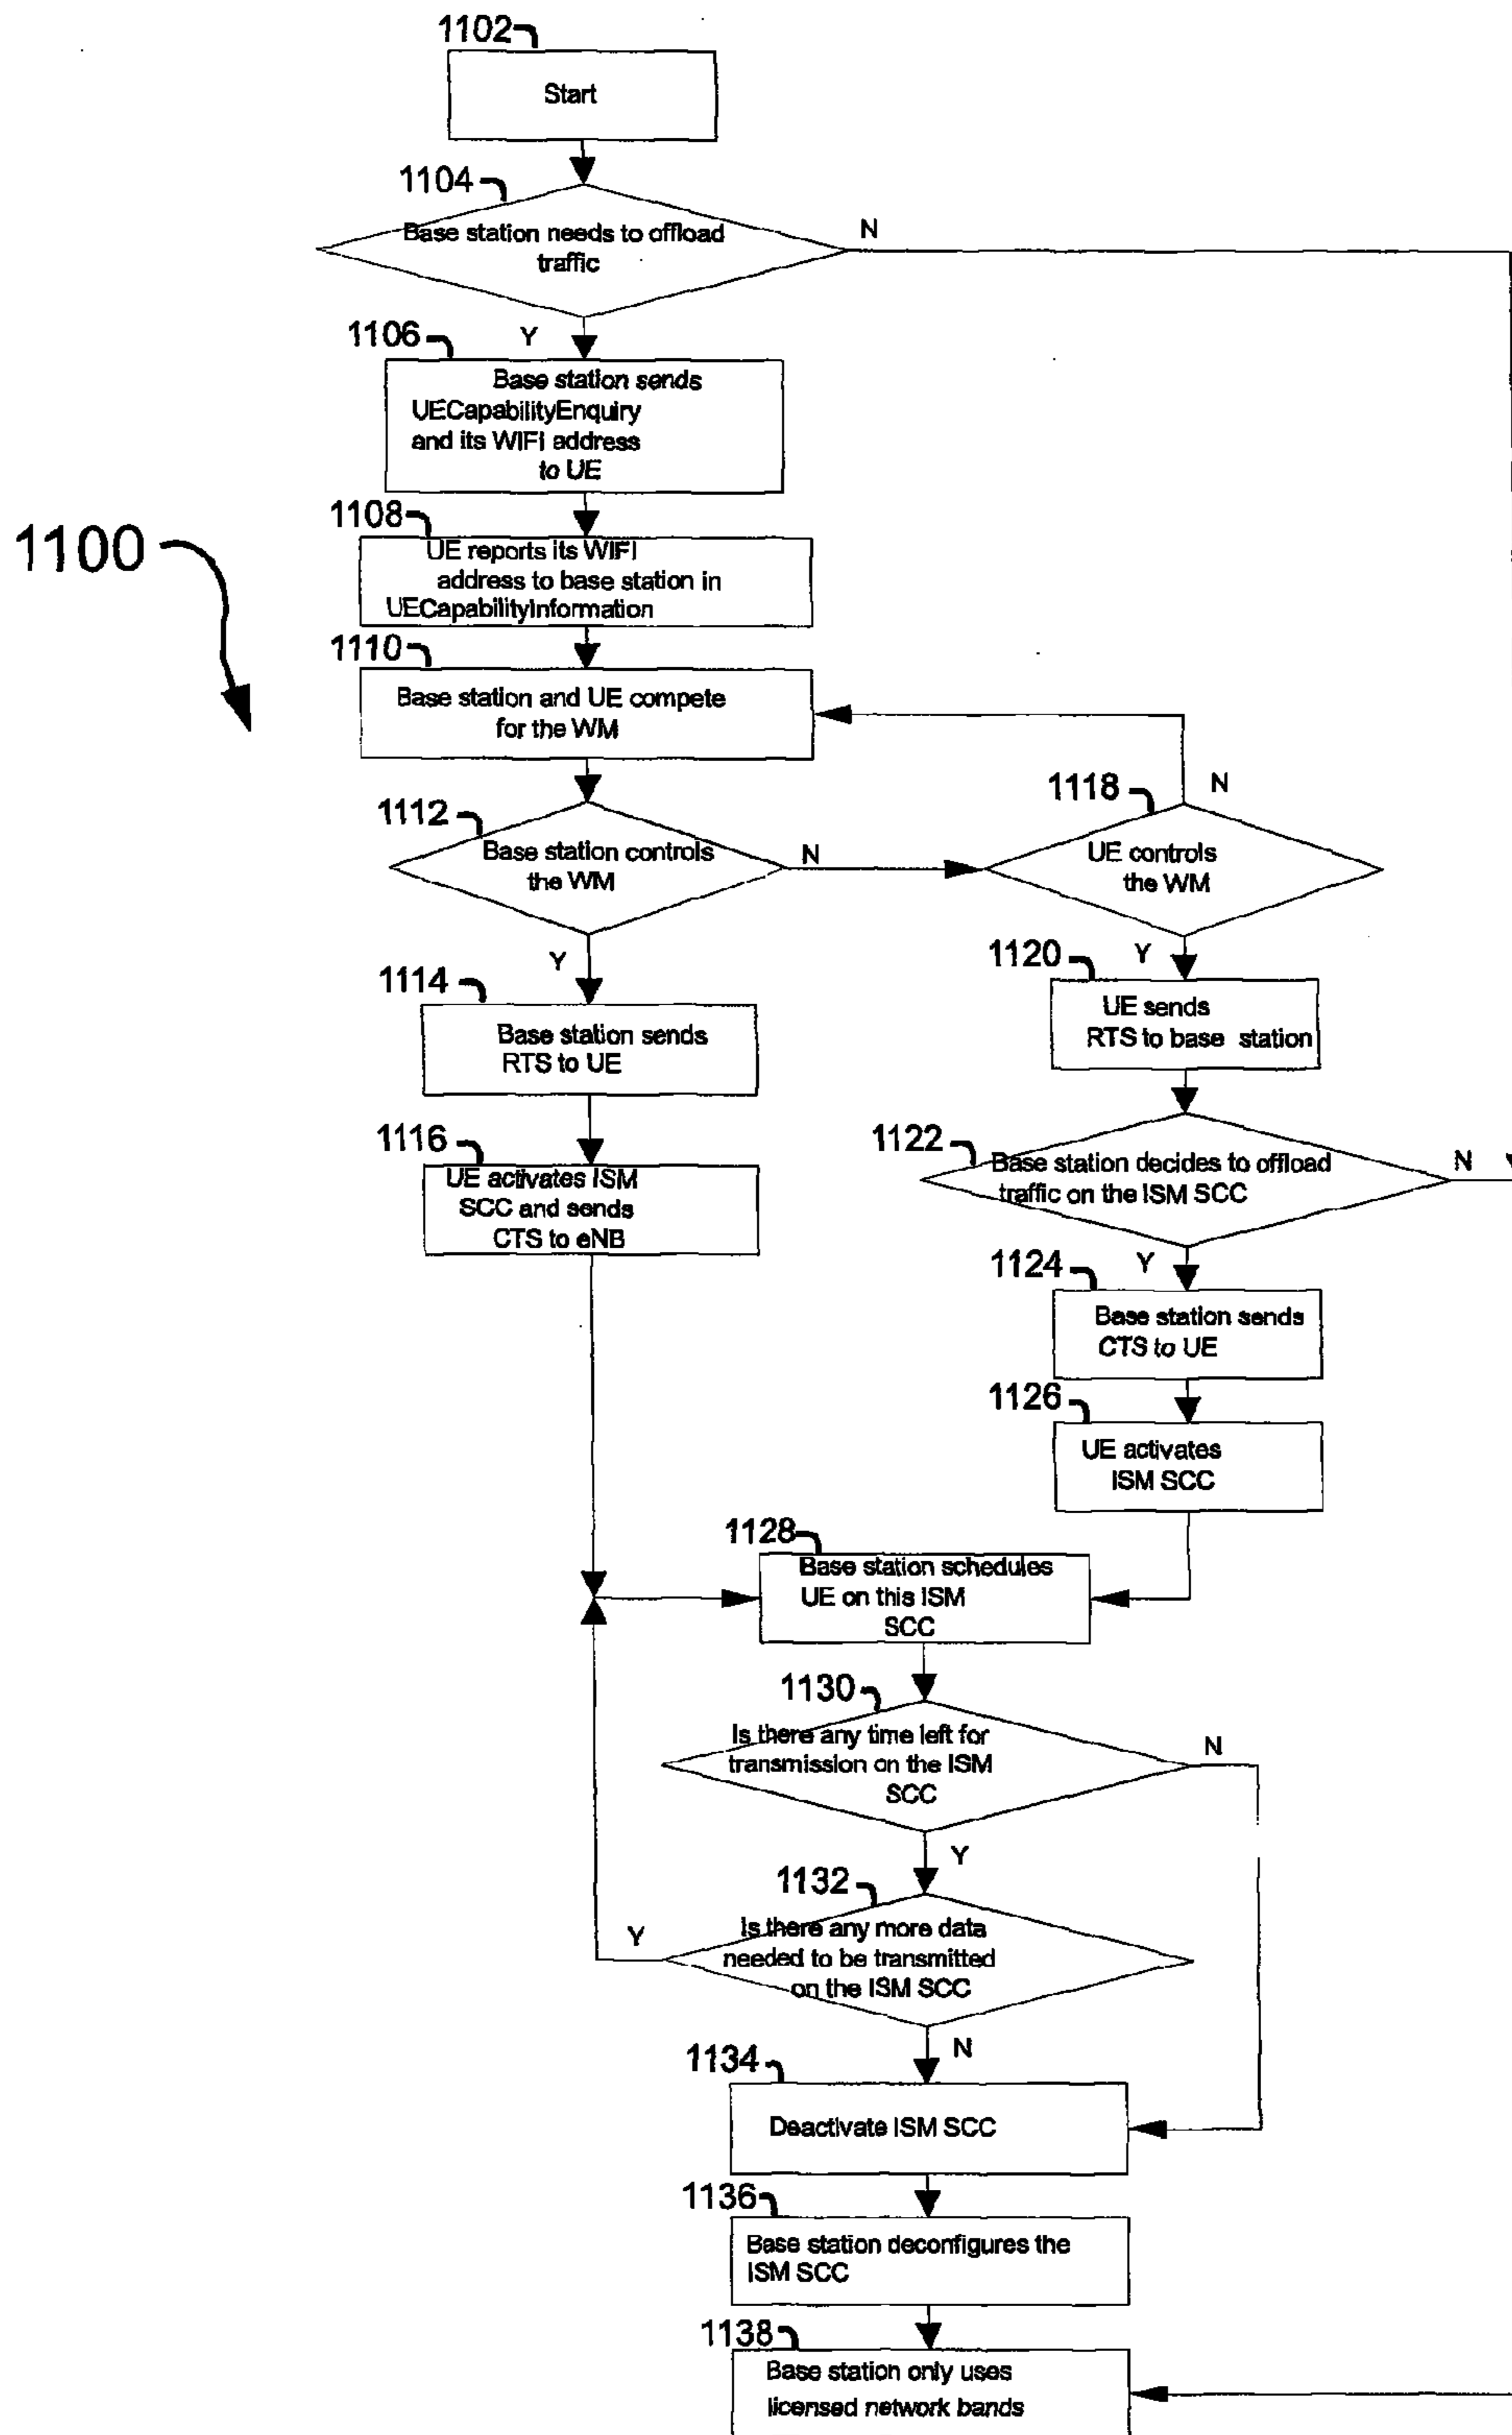 1102
Start
1104
Base station needs to offload
traffic
N
Y
1106
Base station sends
UECapabilityEnquiry
and its WIFI address
to UE
1100
1108
UE reports its WIFI
address to base station in
UECapabilityInformation
1110
Base station and UE compete
for the WM
1112
Base station controls
the WM
N
Y
1118
N
UE controls
the WM
Y
1114
Base station sends
RTS to UE
1116
UE activates ISM
SCC and sends
CTS to eNB
1120
UE sends
RTS to base station
1122
Base station decides to offload
traffic on the ISM SCC
N
Y
1124
Base station sends
CTS to UE
1126
UE activates
ISM SCC
1128
Base station schedules
UE on this ISM
SCC
1130
Is there any time left for
transmission on the ISM
SCC
N
Y
1132
Is there any more data
needed to be transmitted
on the ISM SCC
Y
N
1134
Deactivate ISM SCC
1136
Base station deconfigures the
ISM SCC
1138
Base station only uses
licensed network bands